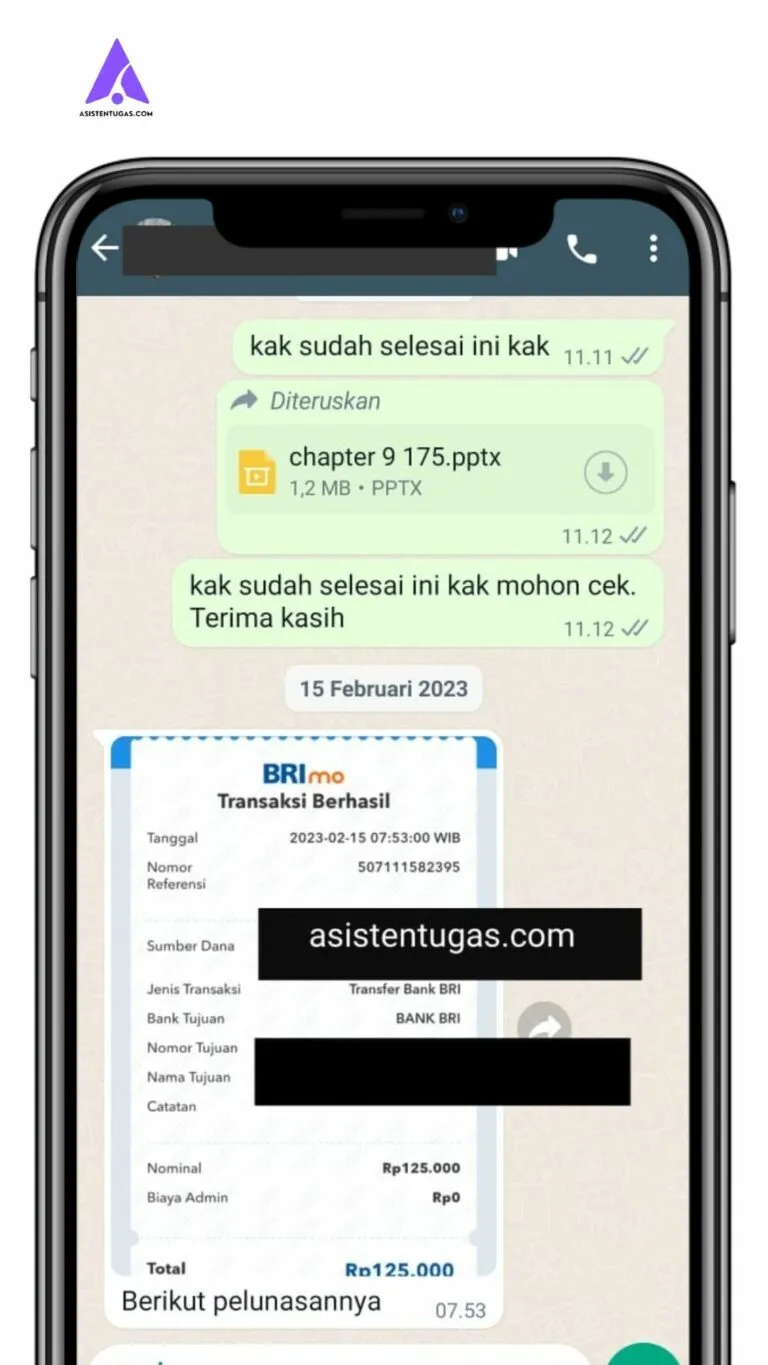 ASISTENTUGAS.COM
kak sudah selesai ini kak 11.11
Diteruskan
chapter 9 175.pptx
1,2 MB • PPTX
11.12
kak sudah selesai ini kak mohon cek.
Terima kasih 11.12
15 Februari 2023
BRImo
Transaksi Berhasil
Tanggal 2023-02-15 07:53:00 WIB
Nomor 507111582395
Referensi
asistentugas.com
Sumber Dana
Jenis Transaksi Transfer Bank BRI
Bank Tujuan BANK BRI
Nomor Tujuan
Nama Tujuan
Catatan
Nominal Rp125.000
Biaya Admin Rp0
Total Rp125.000
Berikut pelunasannya 07.53